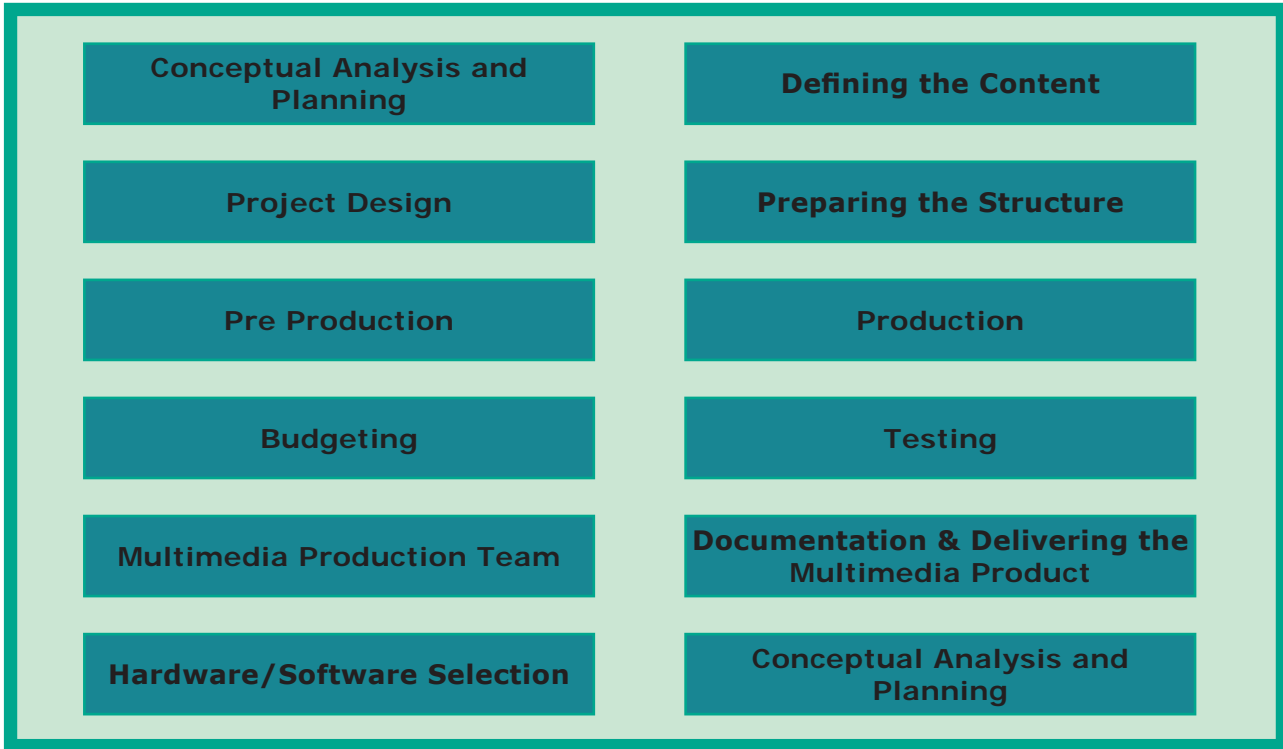 Conceptual Analysis and
Planning
Project Design
Pre Production
Budgeting
Multimedia Production Team
Hardware/Software Selection
Defining the Content
Preparing the Structure
Production
Testing
Documentation & Delivering the
Multimedia Product
Conceptual Analysis and
Planning